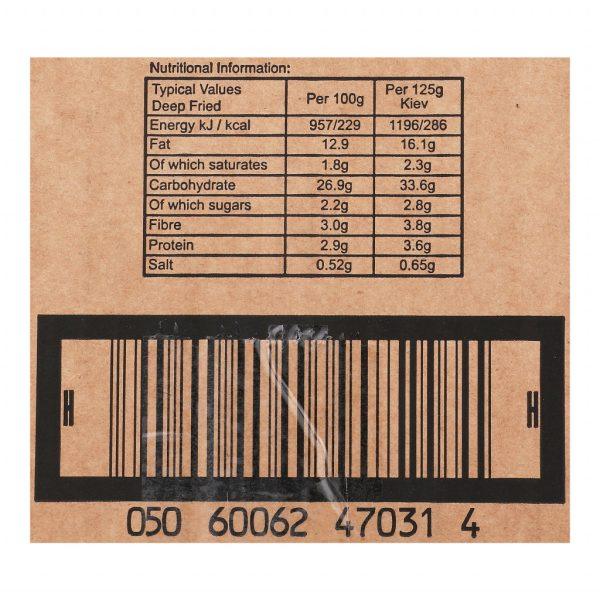 Nutritional Information:
Typical Values Deep Fried Per 100g Per 125g Kiev
Energy kJ / kcal 957/229 1196/286
Fat 12.9 16.1g
Of which saturates 1.8g 2.3g
Carbohydrate 26.9g 33.6g
Of which sugars 2.2g 2.8g
Fibre 3.0g 3.8g
Protein 2.9g 3.6g
Salt 0.52g 0.65g
H H
050 60062 47031 4